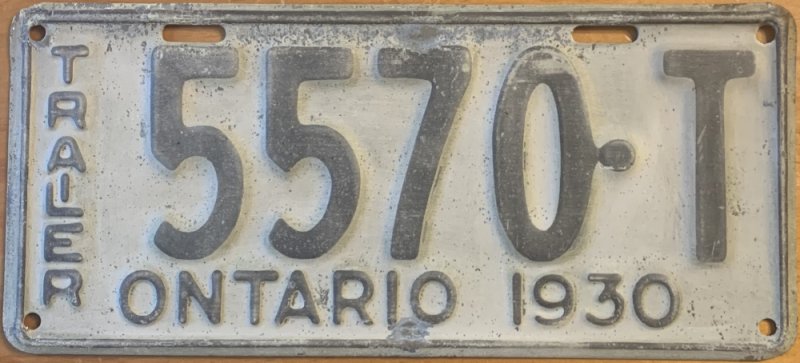 TRAILER
5570·T
ONTARIO 1930